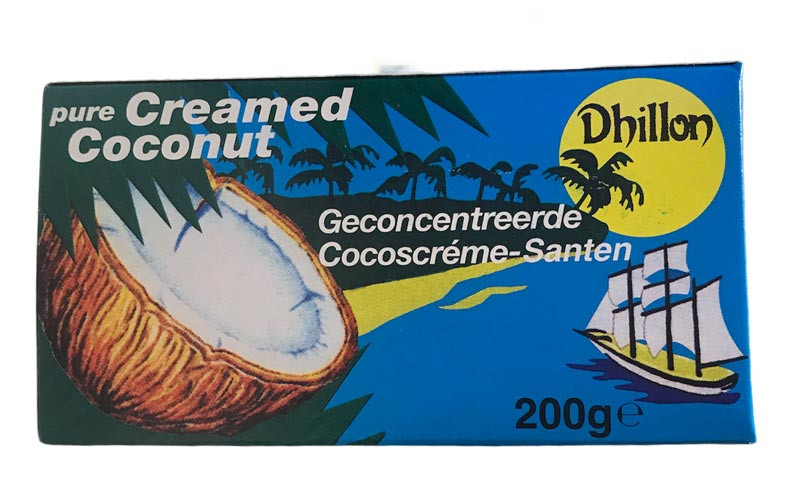 pure Creamed
Coconut
Dhillon
Geconcentreerde
Cocoscréme-Santen
200g℮